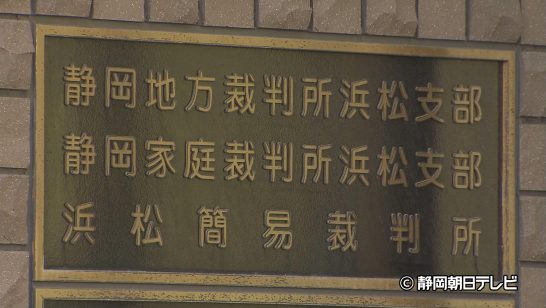 静岡地方裁判所浜松支部
静岡家庭裁判所浜松支部
浜松簡易裁判所
© 静岡朝日テレビ